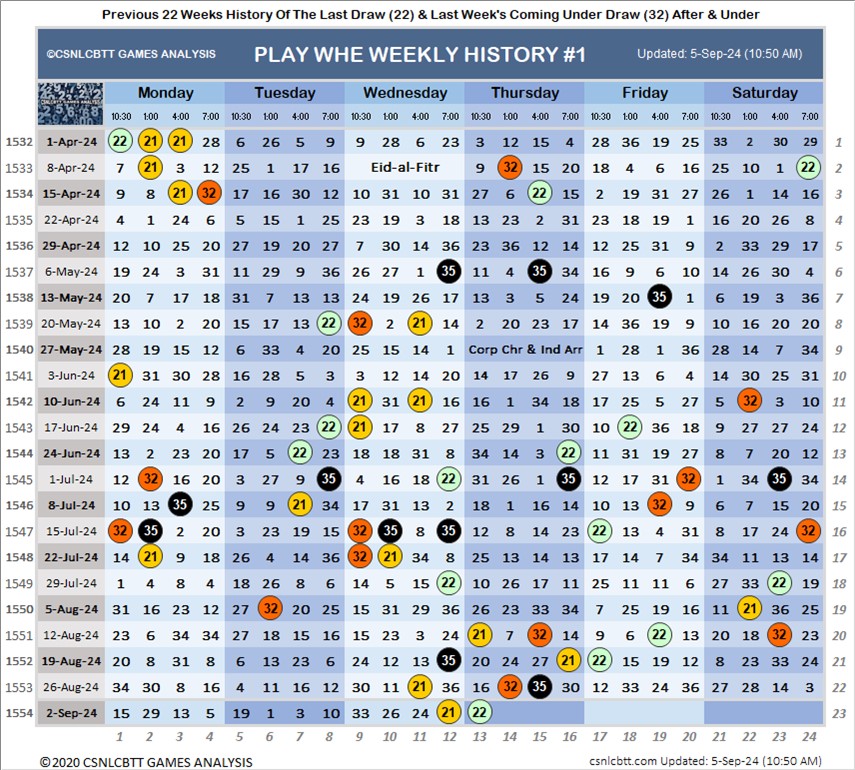 Previous 22 Weeks History Of The Last Draw (22) & Last Week's Coming Under Draw (32) After & Under
©CSNLCBTT GAMES ANALYSIS PLAY WHE WEEKLY HISTORY #1 Updated: 5-Sep-24 (10:50 AM)
CSNLCBTT GAMES ANALYSIS Monday Tuesday Wednesday Thursday Friday Saturday
10:30 1:00 4:00 7:00 10:30 1:00 4:00 8:00 10:30 1:00 4:00 7:00 10:30 1:00 4:00 7:00 10:30 1:00 4:00 7:00 10:30 1:00 4:00 7:00
1532 1-Apr-24 22 21 21 28 6 26 5 9 9 28 6 23 3 12 15 4 28 36 19 25 33 2 30 29 1
1533 8-Apr-24 7 21 3 12 25 1 17 16 Eid-al-Fitr 9 32 15 20 18 4 6 16 25 10 1 22 2
1534 15-Apr-24 9 8 21 32 17 16 30 12 10 31 10 31 27 6 22 15 2 19 31 27 26 1 14 16 3
1535 22-Apr-24 4 1 24 6 5 15 1 25 23 19 3 18 13 23 2 31 23 18 19 1 16 20 26 8 4
1536 29-Apr-24 12 10 25 20 27 19 20 27 7 30 14 36 23 36 12 14 12 25 31 9 2 33 29 17 5
1537 6-May-24 19 24 3 31 11 29 9 36 26 27 1 35 11 4 35 34 16 9 6 10 14 26 30 4 6
1538 13-May-24 20 7 17 18 31 7 13 13 24 19 26 17 13 3 5 24 19 20 35 1 6 19 3 36 7
1539 20-May-24 13 10 2 20 15 17 13 22 32 2 21 14 2 20 23 17 14 36 19 9 10 16 20 20 8
1540 27-May-24 28 19 15 12 6 33 4 20 25 15 14 1 Corp Chr & Ind Arr 1 28 1 36 28 14 7 34 9
1541 3-Jun-24 21 31 30 28 16 28 5 3 3 12 14 20 14 17 26 9 27 13 6 4 14 30 25 31 10
1542 10-Jun-24 6 24 11 9 2 9 20 4 21 31 21 16 16 1 34 18 17 25 5 27 5 32 3 10 11
1543 17-Jun-24 29 24 4 16 26 24 23 22 21 17 8 27 25 29 1 30 10 22 36 18 9 27 27 24 12
1544 24-Jun-24 13 2 23 20 17 5 22 23 18 18 31 8 34 14 3 22 11 31 19 27 8 7 20 12 13
1545 1-Jul-24 12 32 16 20 3 27 9 35 4 16 18 22 26 31 1 35 17 31 20 32 1 34 35 34 14
1546 8-Jul-24 10 13 35 25 9 9 21 34 17 31 13 2 18 1 16 14 13 10 32 9 6 7 15 20 15
1547 15-Jul-24 32 35 2 20 3 23 19 15 32 35 8 35 12 8 14 23 22 13 4 31 8 17 24 32 16
1548 22-Jul-24 14 21 9 18 26 4 14 36 32 21 34 8 25 13 14 13 17 14 7 34 34 11 13 14 17
1549 29-Jul-24 1 4 8 4 18 26 8 6 14 5 15 22 10 26 17 11 25 11 11 6 27 33 22 19 18
1550 5-Aug-24 31 16 23 12 27 32 20 25 15 31 29 36 26 23 33 34 7 25 19 16 11 21 36 25 19
1551 12-Aug-24 23 6 34 34 27 18 15 16 15 23 3 24 21 7 32 14 9 6 22 13 20 18 32 23 20
1552 19-Aug-24 20 8 31 8 6 13 23 6 24 12 13 35 20 24 27 21 22 15 19 12 8 23 33 24 21
1553 26-Aug-24 34 30 8 16 4 11 16 12 30 11 21 36 16 32 35 30 12 33 24 36 27 28 14 3 22
1554 2-Sep-24 15 29 13 5 19 1 3 10 33 26 24 21 22 23
1 2 3 4 5 6 7 8 9 10 11 12 13 14 15 16 17 18 19 20 21 22 23 24
©2020 CSNLCBTT GAMES ANALYSIS csnlcbtt.com Updated: 5-Sep-24 (10:50 AM)